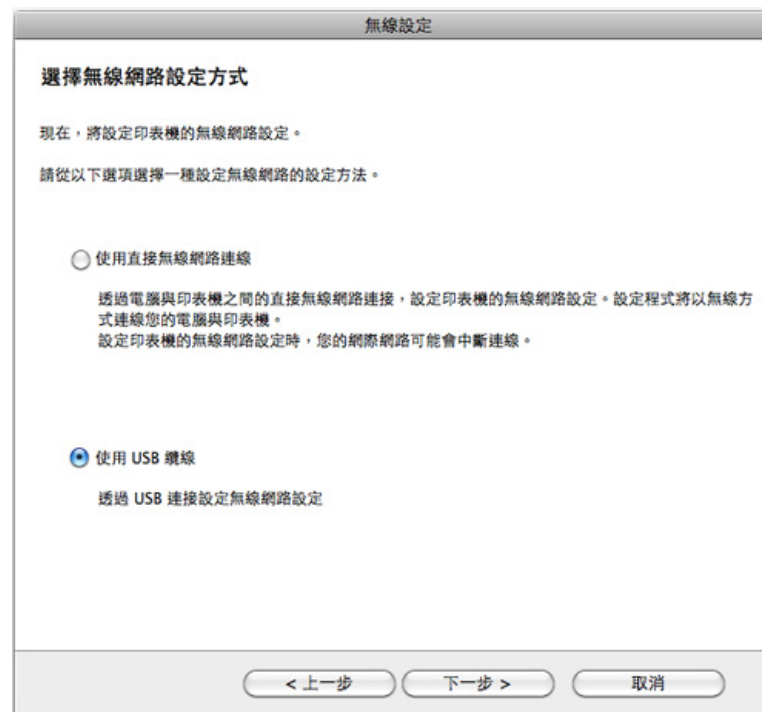 無線設定
選擇無線網路設定方式
現在，將設定印表機的無線網路設定。
請從以下選項選擇一種設定無線網路的設定方法。
使用直接無線網路連線
透過電腦與印表機之間的直接無線網路連接，設定印表機的無線網路設定。設定程式將以無線方
式連線您的電腦與印表機。
設定印表機的無線網路設定時，您的網際網路可能會中斷連線。
使用 USB 纜線
透過 USB 連接設定無線網路設定
< 上一步
下一步 >
取消